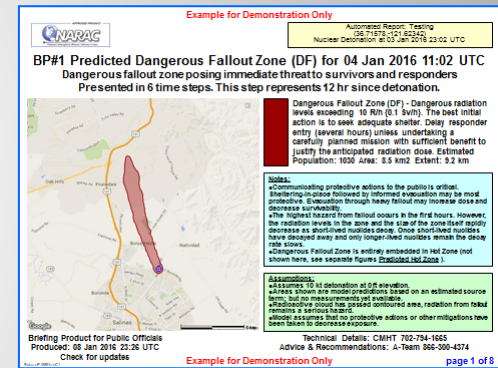 Example for Demonstration Only
NARAC
Automated Report: Testing
(36.71578,-121.62342)
Nuclear Detonation at 03 Jan 2016 23:02 UTC
BP#1 Predicted Dangerous Fallout Zone (DF) for 04 Jan 2016 11:02 UTC
Dangerous fallout zone posing immediate threat to survivors and responders
Presented in 6 time steps. This step represents 12 hr since detonation.
Dangerous Fallout Zone (DF) - Dangerous radiation
levels exceeding 10 R/h (0.1 Sv/h). The best initial
action is to seek adequate shelter. Delay responder
entry (several hours) unless undertaking a
carefully planned mission with sufficient benefit to
justify the anticipated radiation dose. Estimated
Population: 1030 Area: 8.5 km2 Extent: 9.2 km
Notes:
•Communicating protective actions to the public is critical.
Sheltering-in-place followed by informed evacuation may be most
protective. Evacuation through heavy fallout may increase dose and
decrease survivability.
•The highest hazard from fallout occurs in the first hours. However,
the radiation levels in the zone and the size of the zone itself rapidly
decrease as short-lived nuclides decay. Once short-lived nuclides
have decayed away and only longer-lived nuclides remain the decay
rate slows.
•Dangerous Fallout Zone is entirely embedded in Hot Zone (not
shown here, see separate figures Predicted Hot Zone ).
Assumptions:
•Assumes 10 kt detonation at 0 ft elevation.
•Areas shown are model predictions based on an estimated source
term; but no measurements yet available.
•Radioactive cloud has passed contoured area, radiation from fallout
remains a serious hazard.
•Model assumes that no protective actions or other mitigations have
been taken to decrease exposure.
Prunedale
Natividad
Boronda
Salinas
Google
Briefing Product for Public Officials
Produced: 08 Jan 2016 23:26 UTC
Check for updates
Technical Details: CMHT 702-794-1665
Advice & Recommendations: A-Team 866-300-4374
Example for Demonstration Only
page 1 of 8